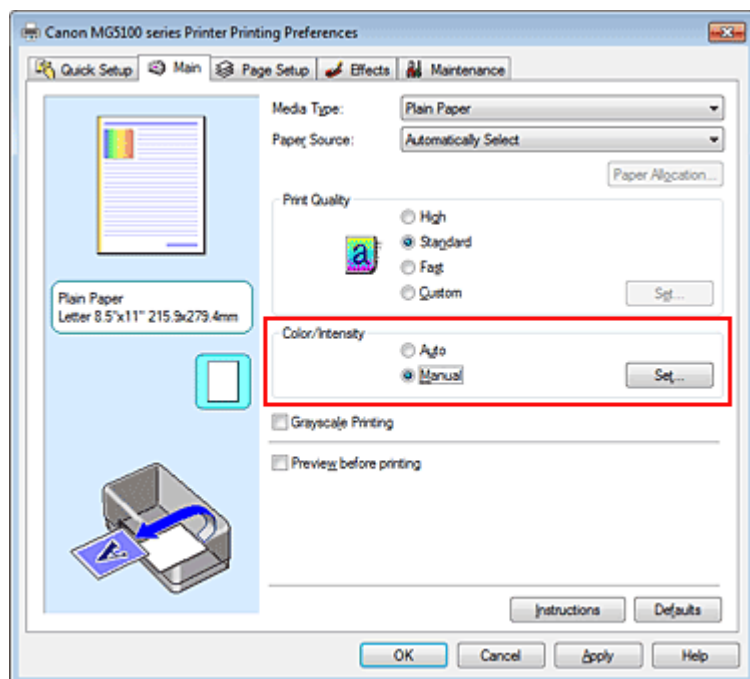 Canon MG5100 series Printer Printing Preferences
Quick Setup Main Page Setup Effects Maintenance
Media Type: Plain Paper
Paper Source: Automatically Select
Paper Allocation...
Print Quality
High
a Standard
Fast
Custom Set...
Plain Paper
Letter 8.5"x11" 215.9x279.4mm
Color/Intensity
Auto
Manual Set...
Grayscale Printing
Preview before printing
A
Instructions Defaults
OK Cancel Apply Help